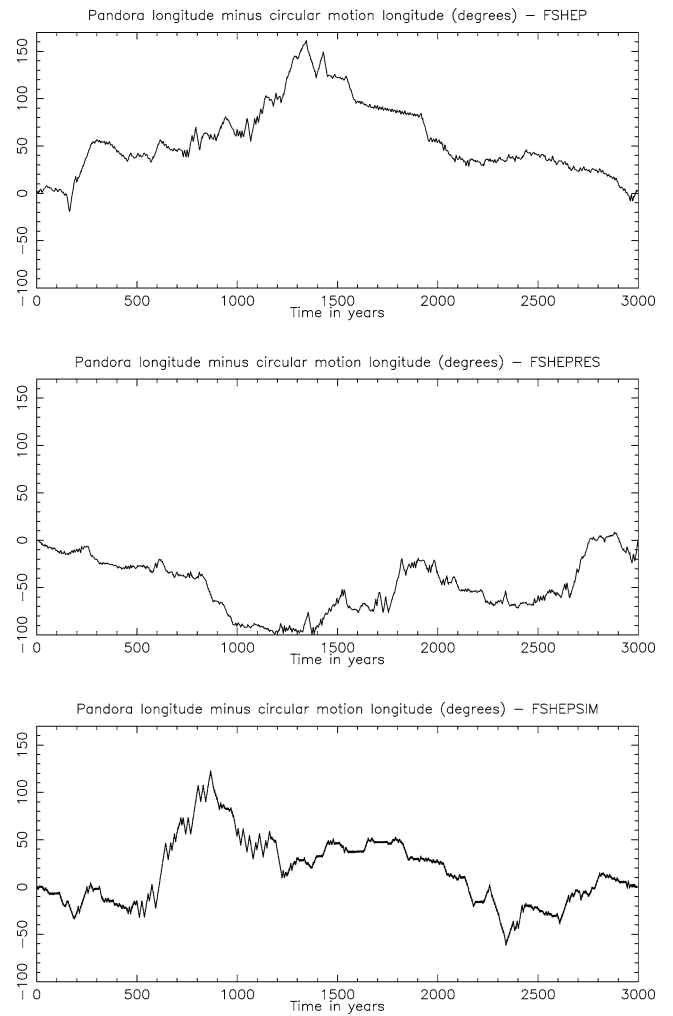 Pandora longitude minus circular motion longitude (degrees) − FSHEP
150
100
50
0
−50
−100
0 500 1000 1500 2000 2500 3000
Time in years
Pandora longitude minus circular motion longitude (degrees) − FSHEPRES
150
100
50
0
−50
−100
0 500 1000 1500 2000 2500 3000
Time in years
Pandora longitude minus circular motion longitude (degrees) − FSHEPSIM
150
100
50
0
−50
−100
0 500 1000 1500 2000 2500 3000
Time in years